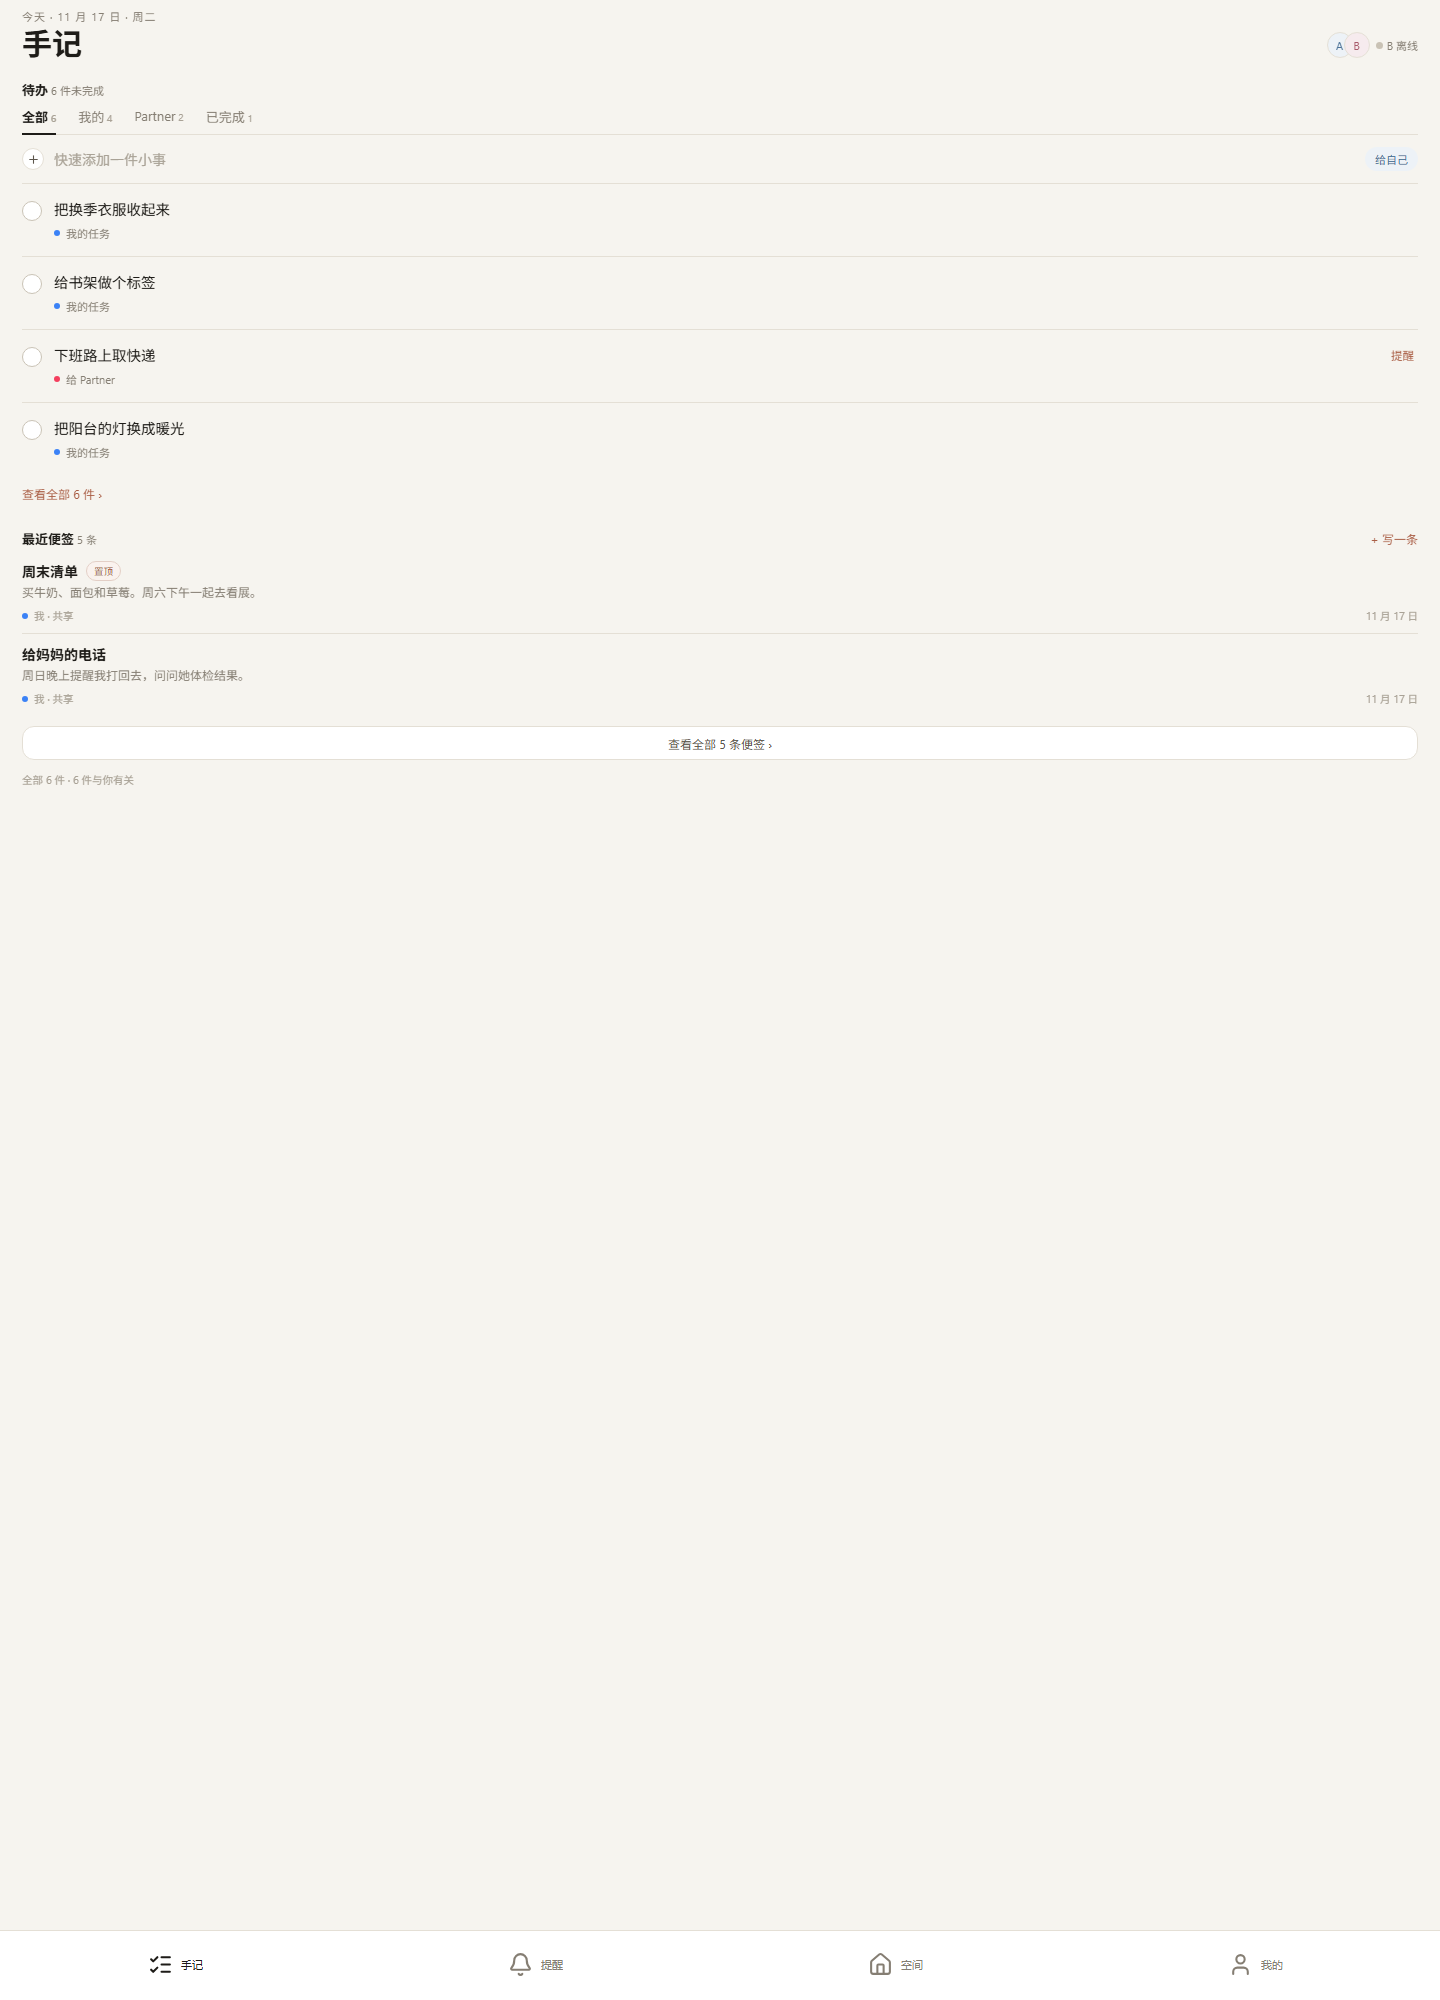 今天 · 11 月 17 日 · 周二
手记
A B B 离线
待办 6 件未完成
全部 6 我的 4 Partner 2 已完成 1
+ 快速添加一件小事 给自己
把换季衣服收起来
我的任务
给书架做个标签
我的任务
下班路上取快递 提醒
给 Partner
把阳台的灯换成暖光
我的任务
查看全部 6 件 ›
最近便签 5 条 + 写一条
周末清单 置顶
买牛奶、面包和草莓。周六下午一起去看展。
我 · 共享 11 月 17 日
给妈妈的电话
周日晚上提醒我打回去，问问她体检结果。
我 · 共享 11 月 17 日
查看全部 5 条便签 ›
全部 6 件 · 6 件与你有关
手记 提醒 空间 我的